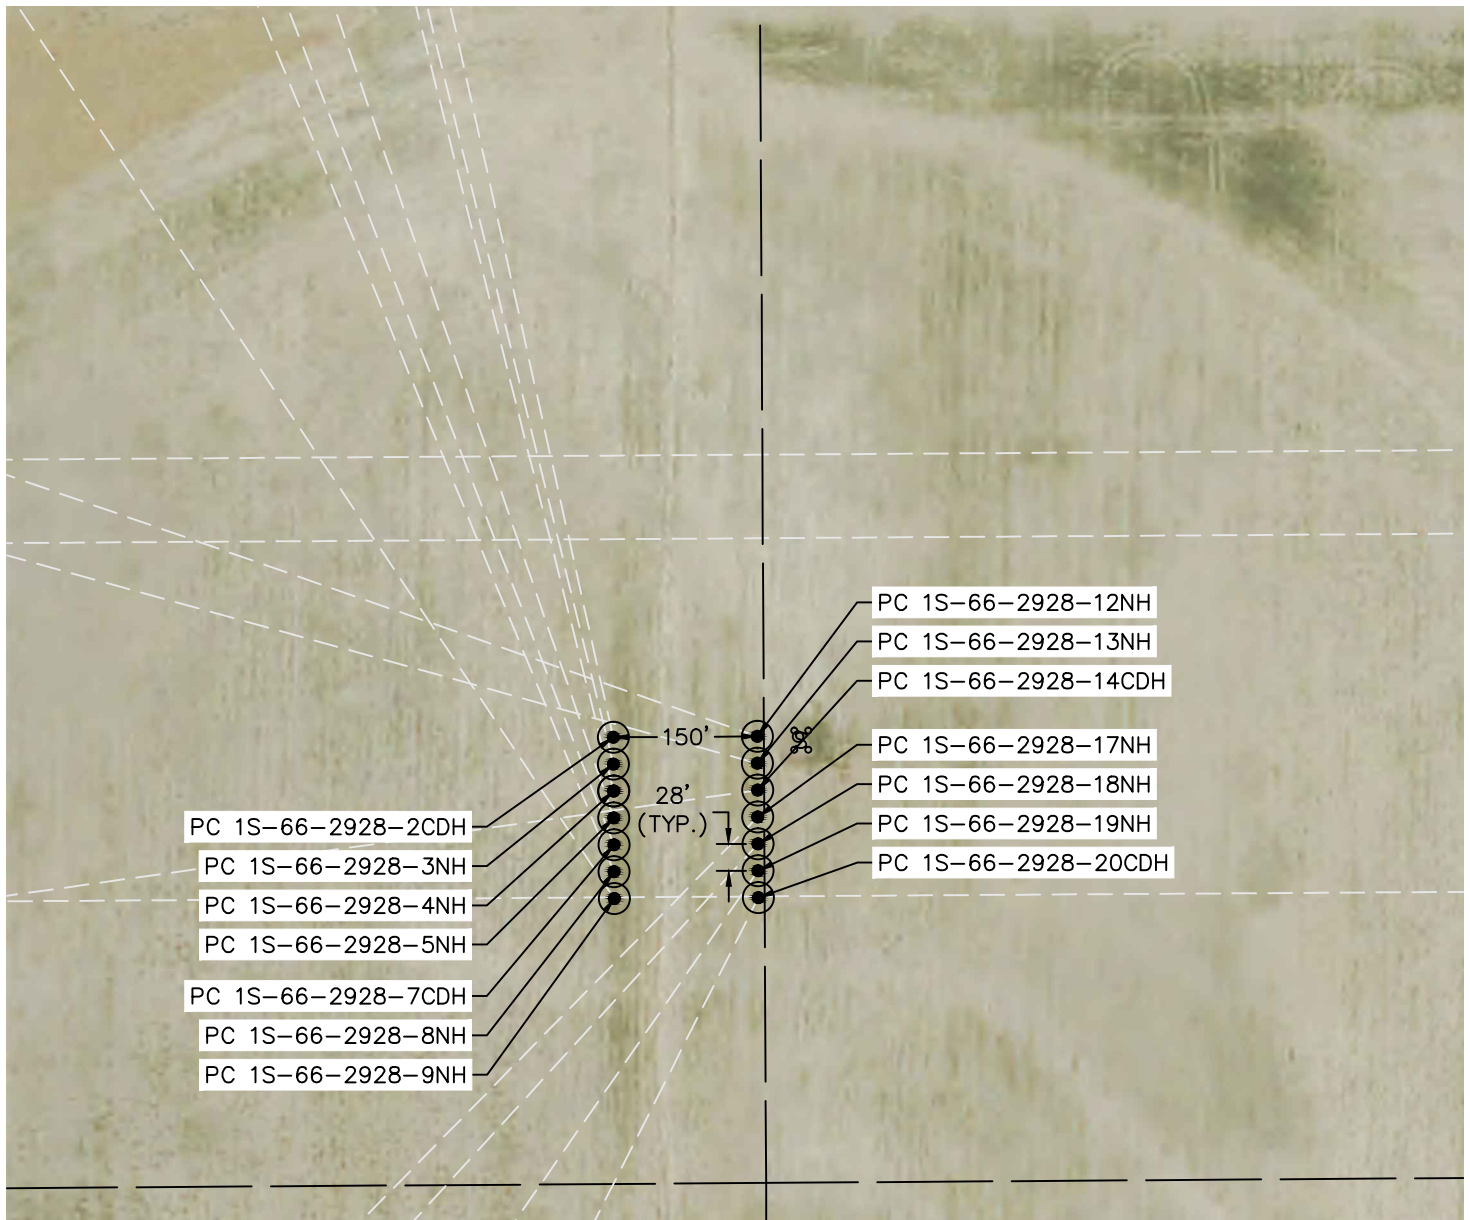 PC 1S-66-2928-12NH
PC 1S-66-2928-13NH
PC 1S-66-2928-14CDH
150'
PC 1S-66-2928-17NH
PC 1S-66-2928-18NH
28'
(TYP.)
PC 1S-66-2928-19NH
PC 1S-66-2928-20CDH
PC 1S-66-2928-2CDH
PC 1S-66-2928-3NH
PC 1S-66-2928-4NH
PC 1S-66-2928-5NH
PC 1S-66-2928-7CDH
PC 1S-66-2928-8NH
PC 1S-66-2928-9NH